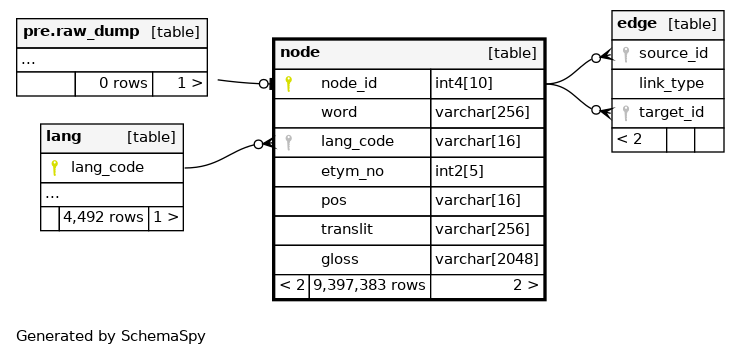 pre.raw_dump [table]
...
0 rows 1 >
lang [table]
lang_code
...
4,492 rows 1 >
node [table]
node_id int4[10]
word varchar[256]
lang_code varchar[16]
etym_no int2[5]
pos varchar[16]
translit varchar[256]
gloss varchar[2048]
< 2 9,397,383 rows 2 >
edge [table]
source_id
link_type
target_id
< 2
Generated by SchemaSpy